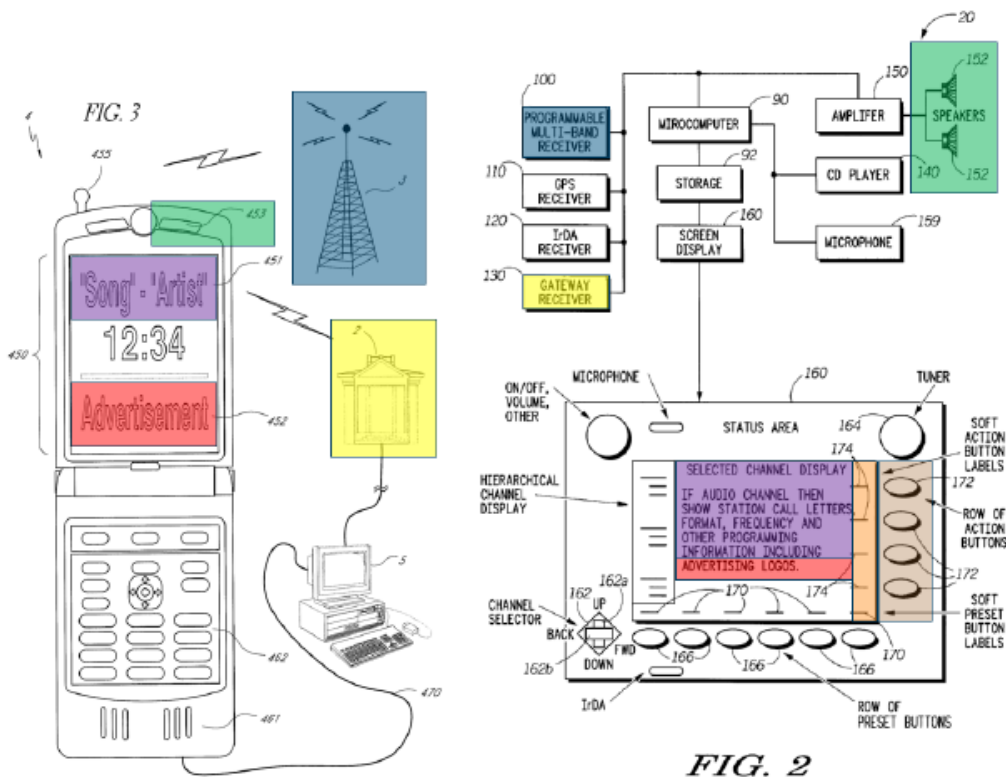 FIG. 3
4
455
453
3
451
'Song' - 'Artist'
12:34
450
Advertisement
452
2
5
462
470
461
20
100
PROGRAMMABLE
MULTI-BAND
RECEIVER
110
GPS
RECEIVER
120
IrDA
RECEIVER
130
GATEWAY
RECEIVER
90
MIROCOMPUTER
92
STORAGE
160
SCREEN
DISPLAY
150
AMPLIFER
152
SPEAKERS
152
140
CD PLAYER
159
MICROPHONE
ON/OFF,
VOLUME,
OTHER
MICROPHONE
160
TUNER
STATUS AREA
164
174
SOFT
ACTION
BUTTON
LABELS
HIERARCHICAL
CHANNEL
DISPLAY
SELECTED CHANNEL DISPLAY
IF AUDIO CHANNEL THEN
SHOW STATION CALL LETTERS
FORMAT, FREQUENCY AND
OTHER PROGRAMMING
INFORMATION INCLUDING
ADVERTISING LOGOS.
172
ROW OF
ACTION
BUTTONS
172
174
170
SOFT
PRESET
BUTTON
LABELS
170
CHANNEL
SELECTOR
162
162a
UP
BACK
FWD
DOWN
162b
166
166
166
IrDA
ROW OF
PRESET BUTTONS
FIG. 2